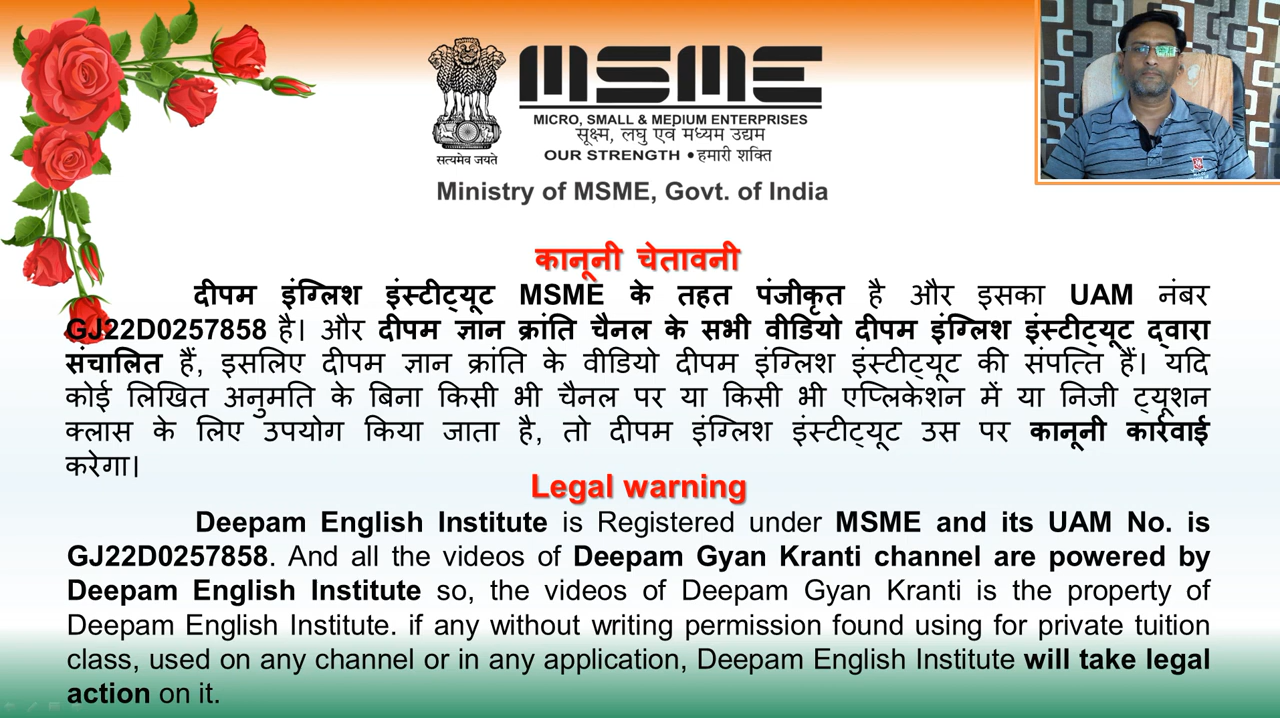 MSME
MICRO, SMALL & MEDIUM ENTERPRISES
सूक्ष्म, लघु एवं मध्यम उद्यम
सत्यमेव जयते
OUR STRENGTH • हमारी शक्ति
Ministry of MSME, Govt. of India
कानूनी चेतावनी
दीपम इंग्लिश इंस्टीट्यूट MSME के तहत पंजीकृत है और इसका UAM नंबर
GJ22D0257858 है। और दीपम ज्ञान क्रांति चैनल के सभी वीडियो दीपम इंग्लिश इंस्टीट्यूट द्वारा
संचालित हैं, इसलिए दीपम ज्ञान क्रांति के वीडियो दीपम इंग्लिश इंस्टीट्यूट की संपत्ति हैं। यदि
कोई लिखित अनुमति के बिना किसी भी चैनल पर या किसी भी एप्लिकेशन में या निजी ट्यूशन
क्लास के लिए उपयोग किया जाता है, तो दीपम इंग्लिश इंस्टीट्यूट उस पर कानूनी कार्रवाई
करेगा।
Legal warning
Deepam English Institute is Registered under MSME and its UAM No. is
GJ22D0257858. And all the videos of Deepam Gyan Kranti channel are powered by
Deepam English Institute so, the videos of Deepam Gyan Kranti is the property of
Deepam English Institute. if any without writing permission found using for private tuition
class, used on any channel or in any application, Deepam English Institute will take legal
action on it.